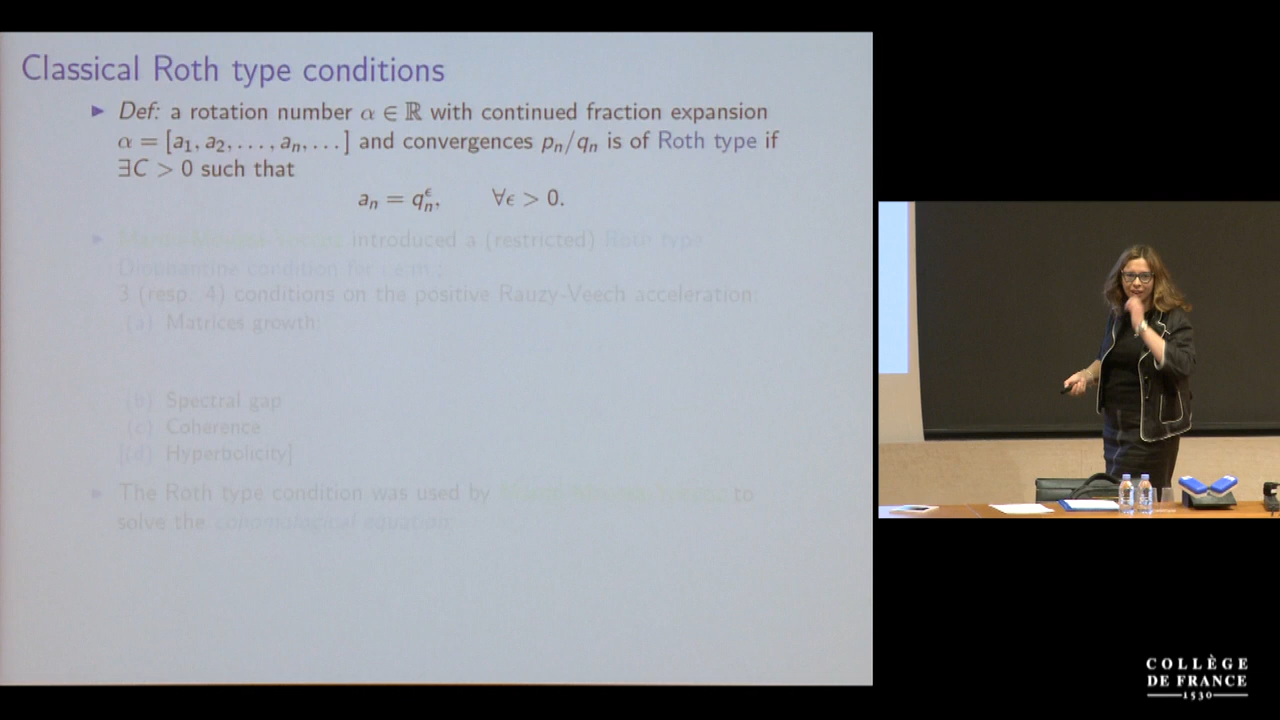 Classical Roth type conditions
▶ Def: a rotation number α ∈ ℝ with continued fraction expansion
α = [a₁, a₂, . . . , aₙ, . . . ] and convergences pₙ/qₙ is of Roth type if
∃C > 0 such that
aₙ = qₙ^ϵ, ∀ϵ > 0.
▶ introduced a (restricted) Roth type
Diophantine condition for i.e.m.:
3 (resp. 4) conditions on the positive Rauzy-Veech acceleration:
(a) Matrices growth:
(b) Spectral gap
(c) Coherence
[(d) Hyperbolicity]
▶ The Roth type condition was used by to
solve the cohomological equation
COLLÈGE
DE FRANCE
1530